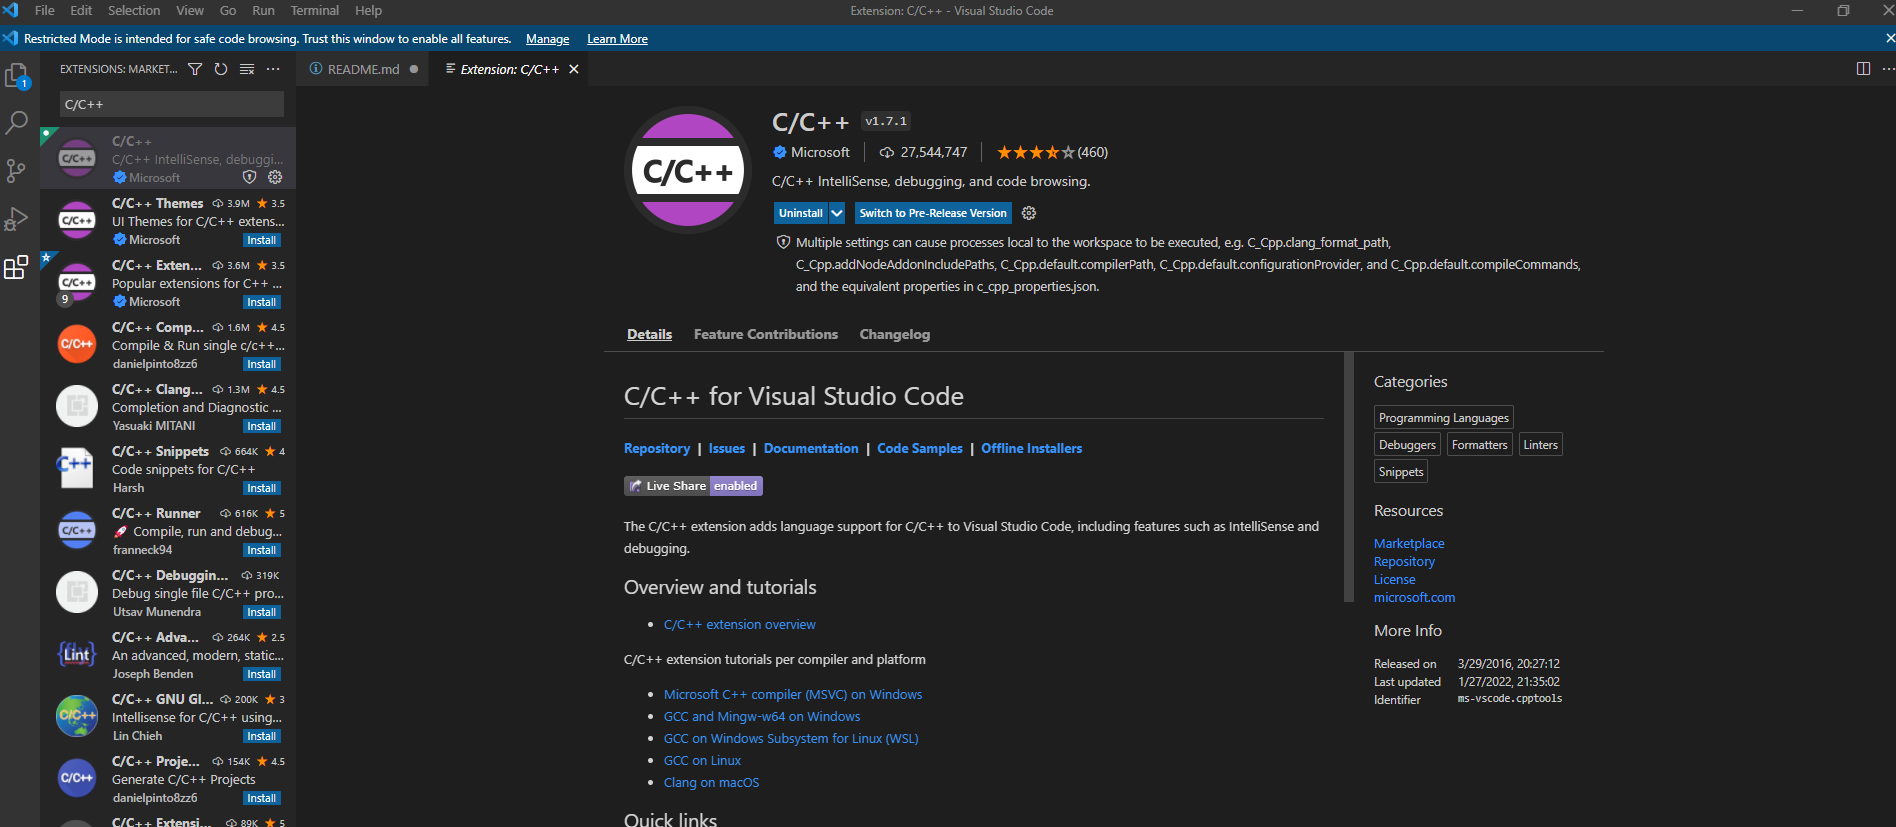 File Edit Selection View Go Run Terminal Help
Extension: C/C++ - Visual Studio Code
Restricted Mode is intended for safe code browsing. Trust this window to enable all features. Manage Learn More
1
EXTENSIONS: MARKET...
C/C++
C/C++
C/C++
C/C++ IntelliSense, debuggi...
Microsoft
C/C++
C/C++ Themes 3.9M 3.5
UI Themes for C/C++ extens...
Microsoft Install
C/C++
9
C/C++ Exten... 3.6M 3.5
Popular extensions for C++ ...
Microsoft Install
C/C++
C/C++ Comp... 1.6M 4.5
Compile & Run single c/c++...
danielpinto8zz6 Install
C/C++ Clang... 1.3M 4.5
Completion and Diagnostic ...
Yasuaki MITANI Install
C++
C/C++ Snippets 664K 4
Code snippets for C/C++
Harsh Install
C/C++
C/C++ Runner 616K 5
🚀 Compile, run and debug...
franneck94 Install
C/C++ Debuggin... 319K
Debug single file C/C++ pro...
Utsav Munendra Install
Lint
C/C++ Adva... 264K 2.5
An advanced, modern, static...
Joseph Benden Install
C/C++
C/C++ GNU Gl... 200K 3
Intellisense for C/C++ using...
Lin Chieh Install
C/C++
C/C++ Proje... 154K 4.5
Generate C/C++ Projects
danielpinto8zz6 Install
C/C++ Extensi... 89K 5
README.md
Extension: C/C++
C/C++
C/C++ v1.7.1
Microsoft 27,544,747 (460)
C/C++ IntelliSense, debugging, and code browsing.
Uninstall Switch to Pre-Release Version
Multiple settings can cause processes local to the workspace to be executed, e.g. C_Cpp.clang_format_path,
C_Cpp.addNodeAddonIncludePaths, C_Cpp.default.compilerPath, C_Cpp.default.configurationProvider, and C_Cpp.default.compileCommands,
and the equivalent properties in c_cpp_properties.json.
Details Feature Contributions Changelog
C/C++ for Visual Studio Code
Repository | Issues | Documentation | Code Samples | Offline Installers
Live Share enabled
The C/C++ extension adds language support for C/C++ to Visual Studio Code, including features such as IntelliSense and
debugging.
Overview and tutorials
• C/C++ extension overview
C/C++ extension tutorials per compiler and platform
• Microsoft C++ compiler (MSVC) on Windows
• GCC and Mingw-w64 on Windows
• GCC on Windows Subsystem for Linux (WSL)
• GCC on Linux
• Clang on macOS
Quick links
Categories
Programming Languages
Debuggers Formatters Linters
Snippets
Resources
Marketplace
Repository
License
microsoft.com
More Info
Released on 3/29/2016, 20:27:12
Last updated 1/27/2022, 21:35:02
Identifier ms-vscode.cpptools